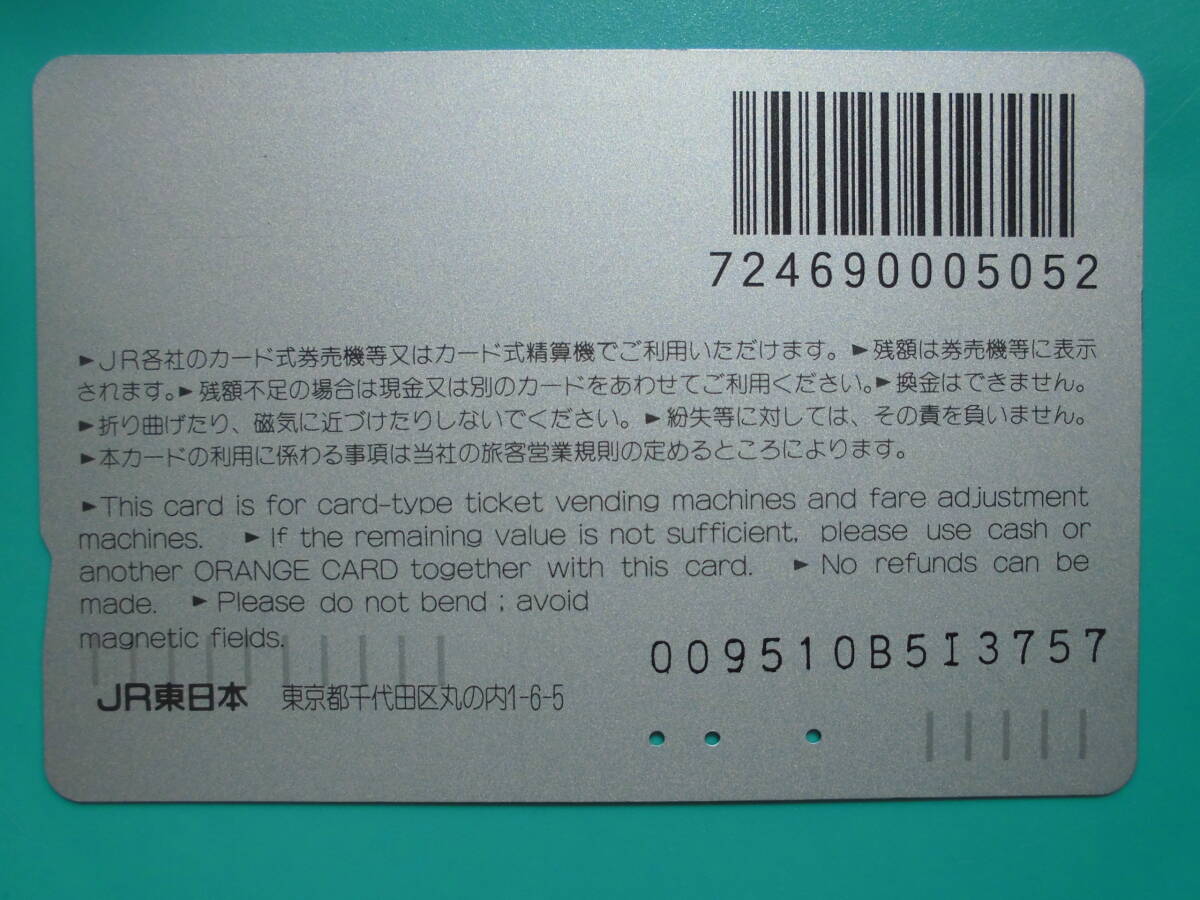 724690005052
►JR各社のカード式券売機等又はカード式精算機でご利用いただけます。►残額は券売機等に表示
されます。►残額不足の場合は現金又は別のカードをあわせてご利用ください。►換金はできません。
►折り曲げたり、磁気に近づけたりしないでください。►紛失等に対しては、その責を負いません。
►本カードの利用に係わる事項は当社の旅客営業規則の定めるところによります。
►This card is for card-type ticket vending machines and fare adjustment
machines. ►If the remaining value is not sufficient, please use cash or
another ORANGE CARD together with this card. ►No refunds can be
made. ►Please do not bend ; avoid
magnetic fields.
009510B5I3757
JR東日本 東京都千代田区丸の内1-6-5